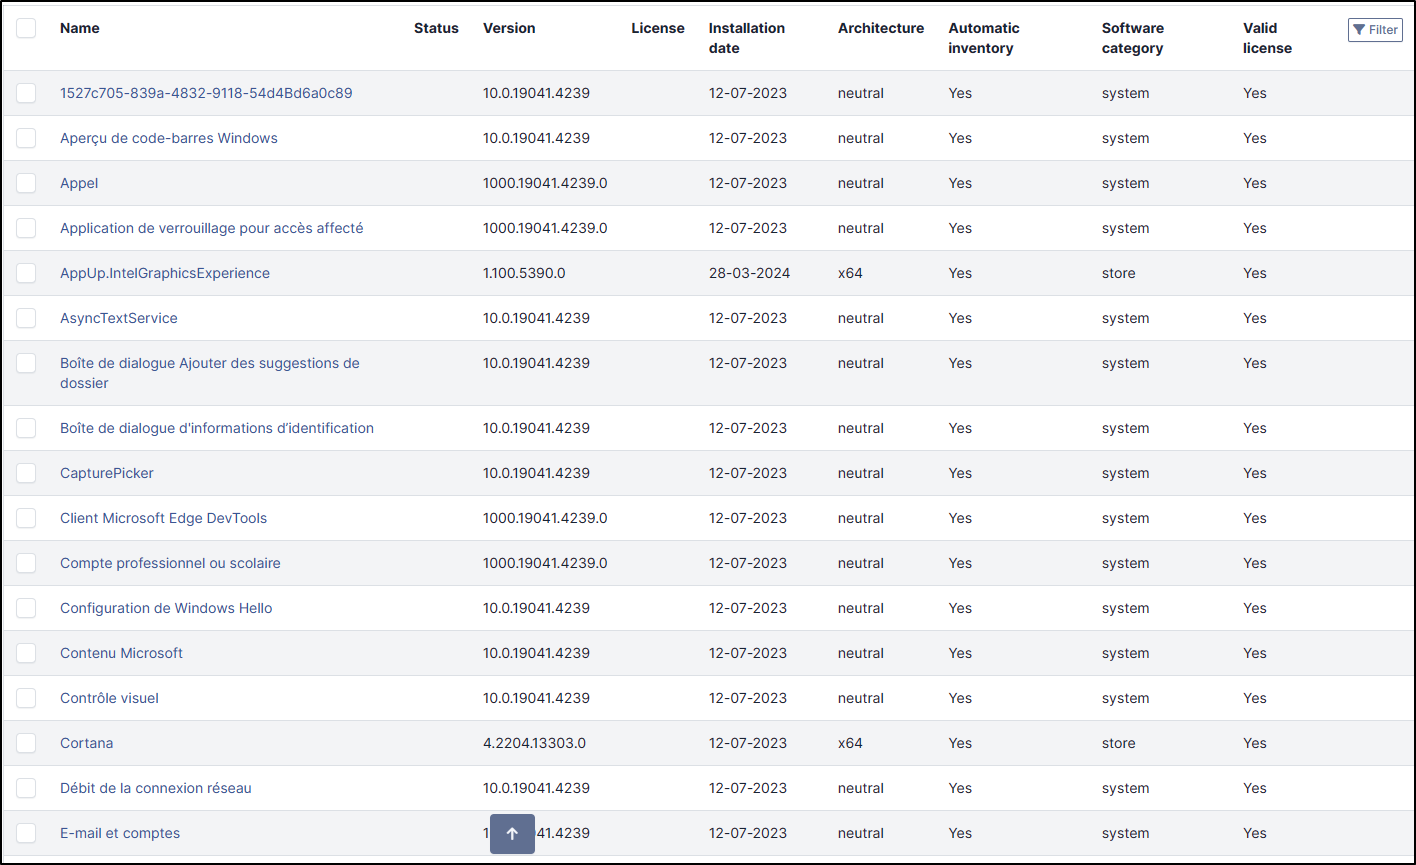 Name Status Version License Installation date Architecture Automatic inventory Software category Valid license Filter
1527c705-839a-4832-9118-54d4Bd6a0c89 10.0.19041.4239 12-07-2023 neutral Yes system Yes
Aperçu de code-barres Windows 10.0.19041.4239 12-07-2023 neutral Yes system Yes
Appel 1000.19041.4239.0 12-07-2023 neutral Yes system Yes
Application de verrouillage pour accès affecté 1000.19041.4239.0 12-07-2023 neutral Yes system Yes
AppUp.IntelGraphicsExperience 1.100.5390.0 28-03-2024 x64 Yes store Yes
AsyncTextService 10.0.19041.4239 12-07-2023 neutral Yes system Yes
Boîte de dialogue Ajouter des suggestions de 10.0.19041.4239 12-07-2023 neutral Yes system Yes
dossier
Boîte de dialogue d'informations d’identification 10.0.19041.4239 12-07-2023 neutral Yes system Yes
CapturePicker 10.0.19041.4239 12-07-2023 neutral Yes system Yes
Client Microsoft Edge DevTools 1000.19041.4239.0 12-07-2023 neutral Yes system Yes
Compte professionnel ou scolaire 1000.19041.4239.0 12-07-2023 neutral Yes system Yes
Configuration de Windows Hello 10.0.19041.4239 12-07-2023 neutral Yes system Yes
Contenu Microsoft 10.0.19041.4239 12-07-2023 neutral Yes system Yes
Contrôle visuel 10.0.19041.4239 12-07-2023 neutral Yes system Yes
Cortana 4.2204.13303.0 12-07-2023 x64 Yes store Yes
Débit de la connexion réseau 10.0.19041.4239 12-07-2023 neutral Yes system Yes
E-mail et comptes 12-07-2023 neutral Yes system Yes